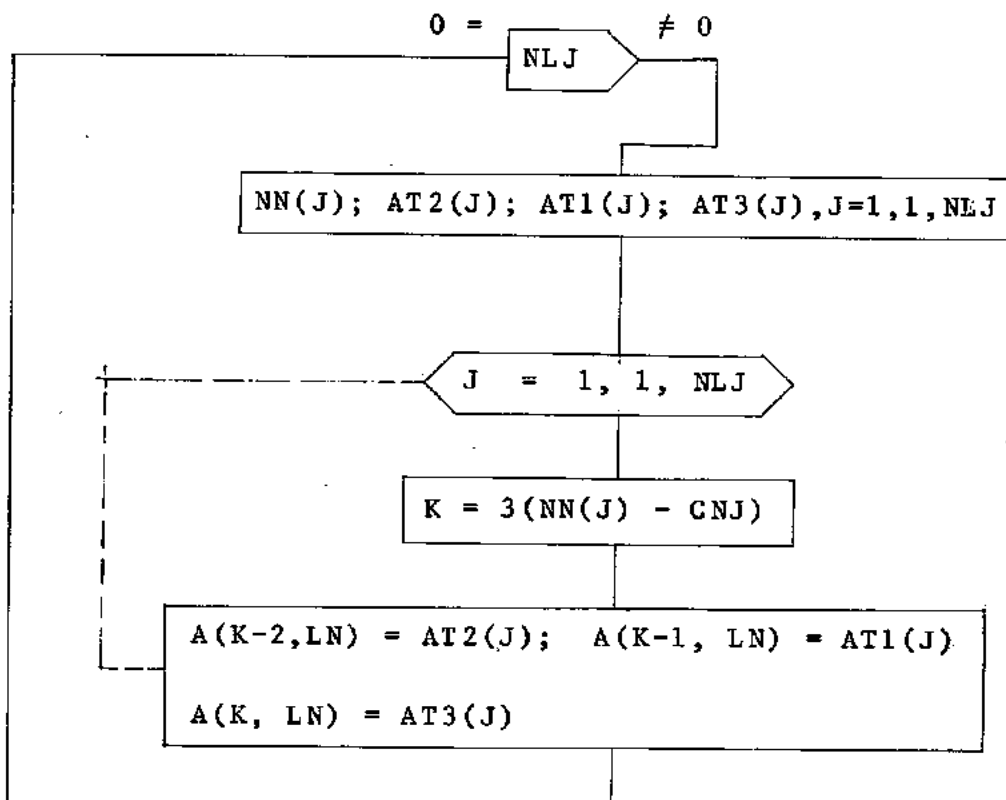 0 = ≠ 0
NLJ
NN(J); AT2(J); AT1(J); AT3(J),J=1,1,NLJ
J = 1, 1, NLJ
K = 3(NN(J) - CNJ)
A(K-2,LN) = AT2(J); A(K-1, LN) = AT1(J)
A(K, LN) = AT3(J)